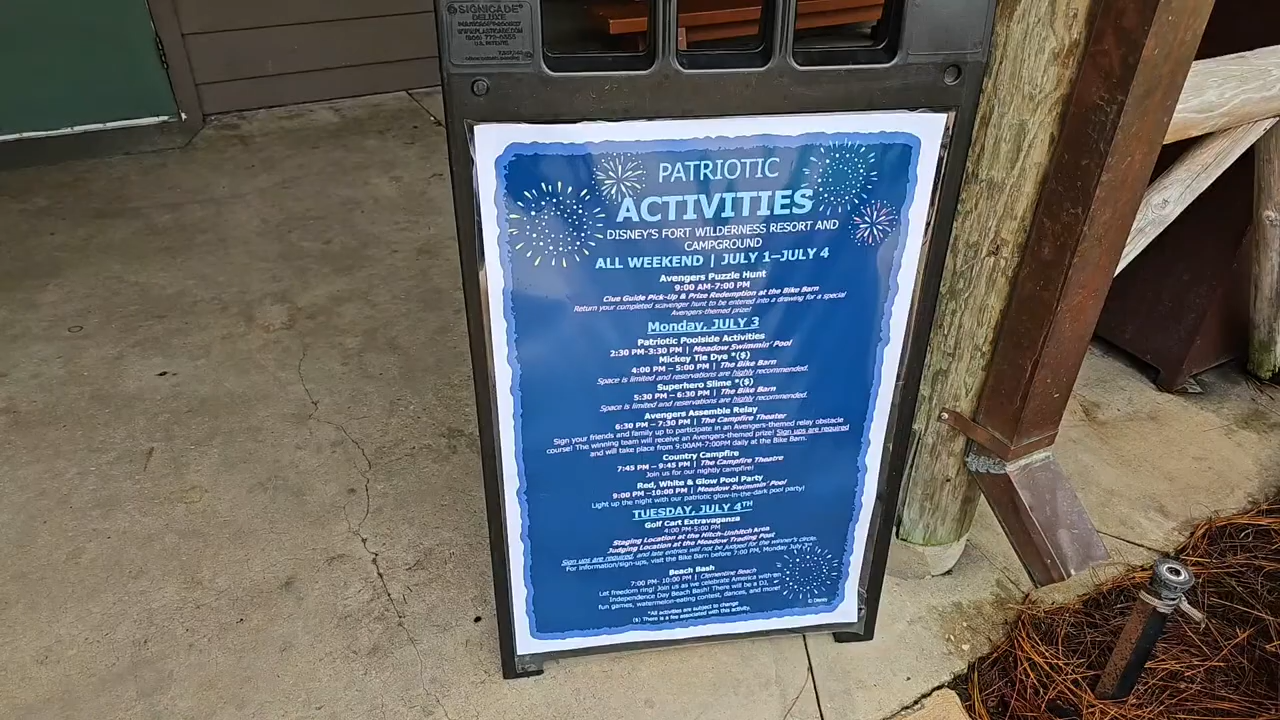 SIGNICADE®
DELUXE
U.S. PATENTS
PATRIOTIC
ACTIVITIES
DISNEY'S FORT WILDERNESS RESORT AND
CAMPGROUND
ALL WEEKEND | JULY 1–JULY 4
Avengers Puzzle Hunt
9:00 AM-7:00 PM
Clue Guide Pick-Up & Prize Redemption at the Bike Barn
Return your completed scavenger hunt to be entered into a drawing for a special
Avengers-themed prize!
Monday, JULY 3
Patriotic Poolside Activities
2:30 PM-3:30 PM | Meadow Swimmin' Pool
Mickey Tie Dye *($)
4:00 PM – 5:00 PM | The Bike Barn
Space is limited and reservations are highly recommended.
Superhero Slime *($)
5:30 PM – 6:30 PM | The Bike Barn
Space is limited and reservations are highly recommended.
Avengers Assemble Relay
6:30 PM – 7:30 PM | The Campfire Theater
Sign your friends and family up to participate in an Avengers-themed relay obstacle
course! The winning team will receive an Avengers-themed prize! Sign ups are required
and will take place from 9:00AM-7:00PM daily at the Bike Barn.
Country Campfire
7:45 PM – 9:45 PM | The Campfire Theatre
Join us for our nightly campfire!
Red, White & Glow Pool Party
9:00 PM –10:00 PM | Meadow Swimmin' Pool
Light up the night with our patriotic glow-in-the-dark pool party!
TUESDAY, JULY 4TH
Golf Cart Extravaganza
4:00 PM-5:00 PM
Staging Location at the Hitch-Unhitch Area
Judging Location at the Meadow Trading Post
Sign ups are required, and late entries will not be judged for the winner's circle.
For information/sign-ups, visit the Bike Barn before 7:00 PM, Monday July 3rd.
Beach Bash
7:00 PM- 10:00 PM | Clementine Beach
Let freedom ring! Join us as we celebrate America with an
Independence Day Beach Bash! There will be a DJ,
fun games, watermelon-eating contest, dances, and more!
*All activities are subject to change
($) There is a fee associated with this activity.
© Disney